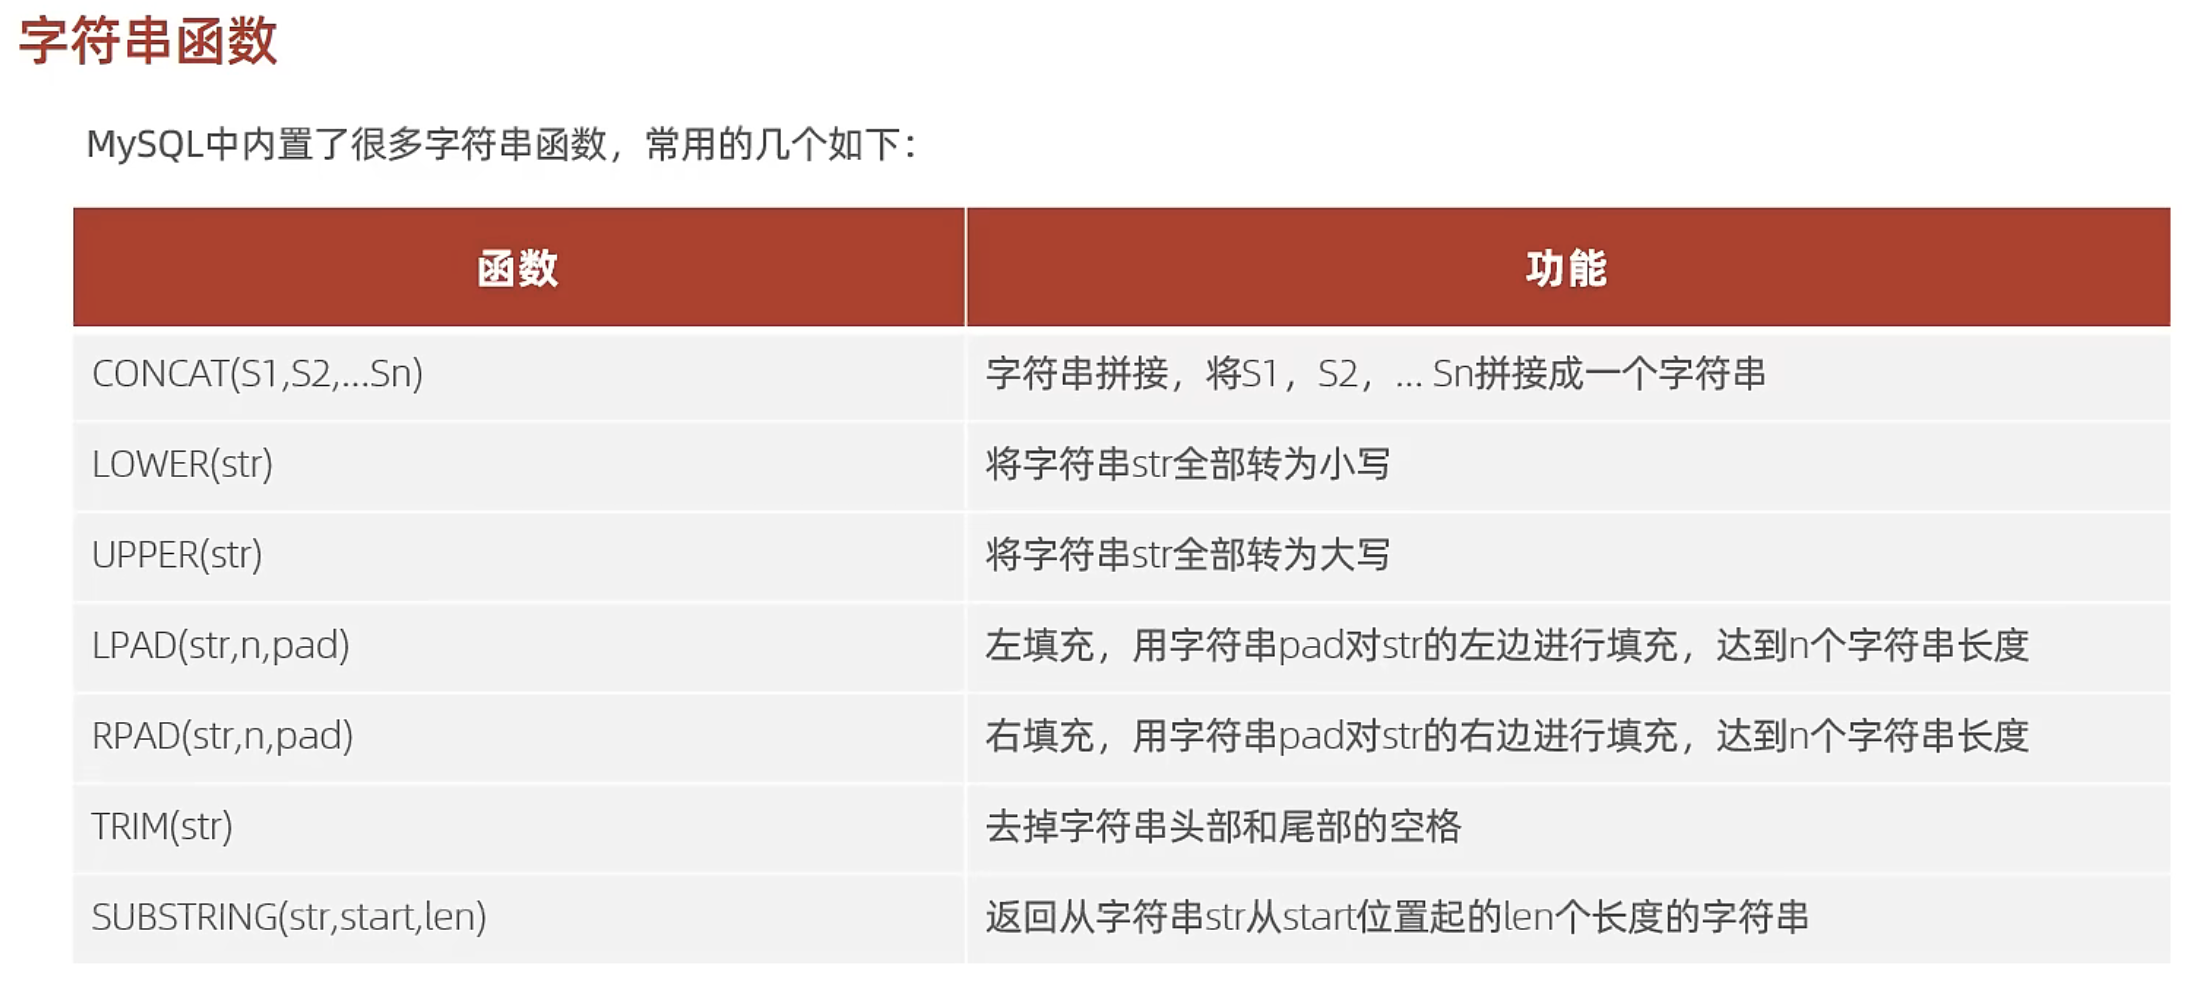 字符串函数
MySQL中内置了很多字符串函数，常用的几个如下：
函数 功能
CONCAT(S1,S2,...Sn) 字符串拼接，将S1，S2，... Sn拼接成一个字符串
LOWER(str) 将字符串str全部转为小写
UPPER(str) 将字符串str全部转为大写
LPAD(str,n,pad) 左填充，用字符串pad对str的左边进行填充，达到n个字符串长度
RPAD(str,n,pad) 右填充，用字符串pad对str的右边进行填充，达到n个字符串长度
TRIM(str) 去掉字符串头部和尾部的空格
SUBSTRING(str,start,len) 返回从字符串str从start位置起的len个长度的字符串